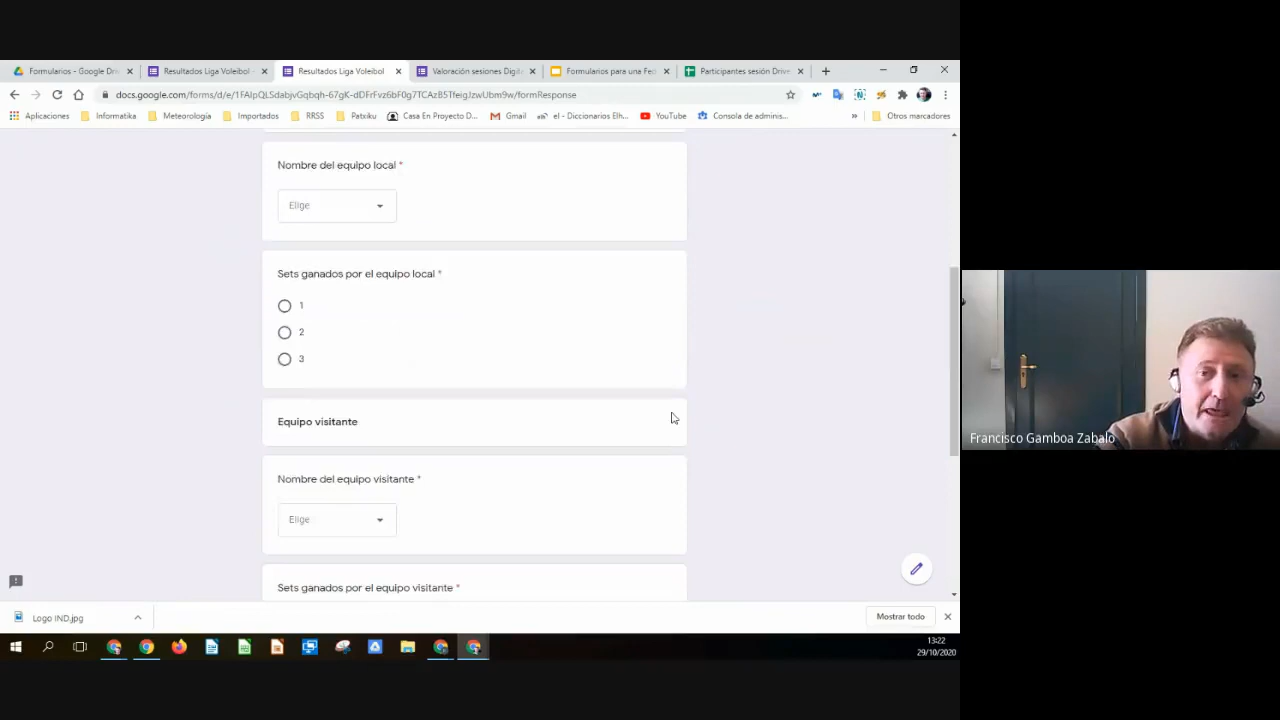 Formularios - Google Dri
Resultados Liga Voleibol -
Resultados Liga Voleibol
Valoración sesiones Digita
Formularios para una Fed
Participantes sesión Drive
docs.google.com/forms/d/e/1FAIpQLSdabjvGqbqh-67gK-dDFrFvz6bF0g7TCAzB5TfeigJzwUbm9w/formResponse
Aplicaciones
Informatika
Meteorología
Importados
RRSS
Patxiku
Casa En Proyecto D...
Gmail
el - Diccionarios Elh...
YouTube
Consola de adminis...
»
Otros marcadores
Nombre del equipo local *
Elige
Sets ganados por el equipo local *
1
2
3
Equipo visitante
Nombre del equipo visitante *
Elige
Sets ganados por el equipo visitante *
Francisco Gamboa Zabalo
Logo IND.jpg
Mostrar todo
13:22
29/10/2020